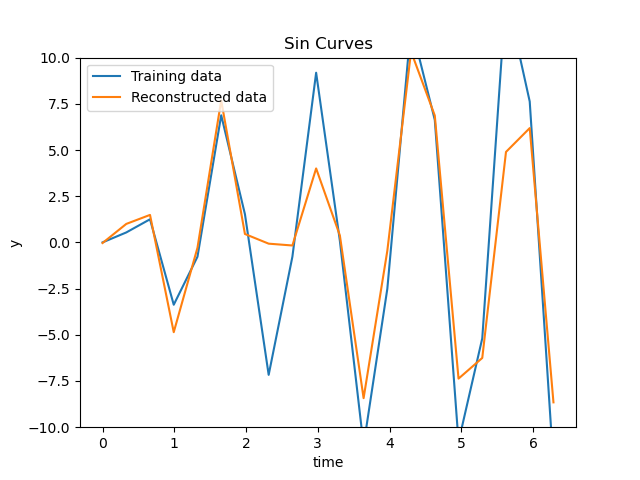 Sin Curves
Training data
Reconstructed data
10.0
7.5
5.0
2.5
0.0
−2.5
−5.0
−7.5
−10.0
y
0 1 2 3 4 5 6
time